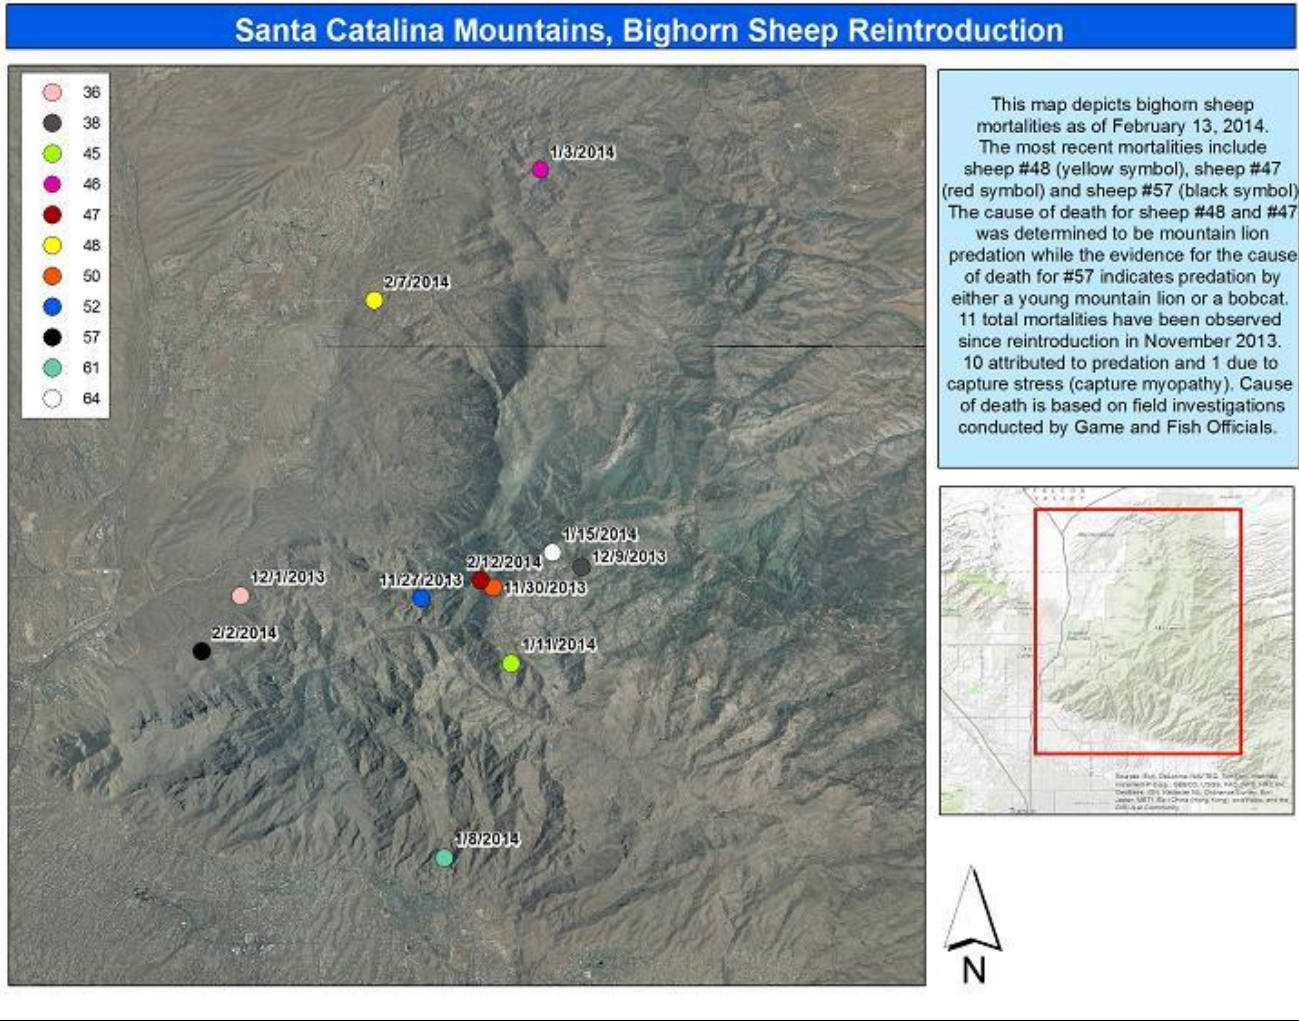 Santa Catalina Mountains, Bighorn Sheep Reintroduction
36
38
45
46
47
48
50
52
57
61
64
1/3/2014
2/7/2014
1/15/2014
12/9/2013
2/12/2014
11/30/2013
11/27/2013
12/1/2013
2/2/2014
1/11/2014
1/8/2014
This map depicts bighorn sheep
mortalities as of February 13, 2014.
The most recent mortalities include
sheep #48 (yellow symbol), sheep #47
(red symbol) and sheep #57 (black symbol)
The cause of death for sheep #48 and #47
was determined to be mountain lion
predation while the evidence for the cause
of death for #57 indicates predation by
either a young mountain lion or a bobcat.
11 total mortalities have been observed
since reintroduction in November 2013.
10 attributed to predation and 1 due to
capture stress (capture myopathy). Cause
of death is based on field investigations
conducted by Game and Fish Officials.
N